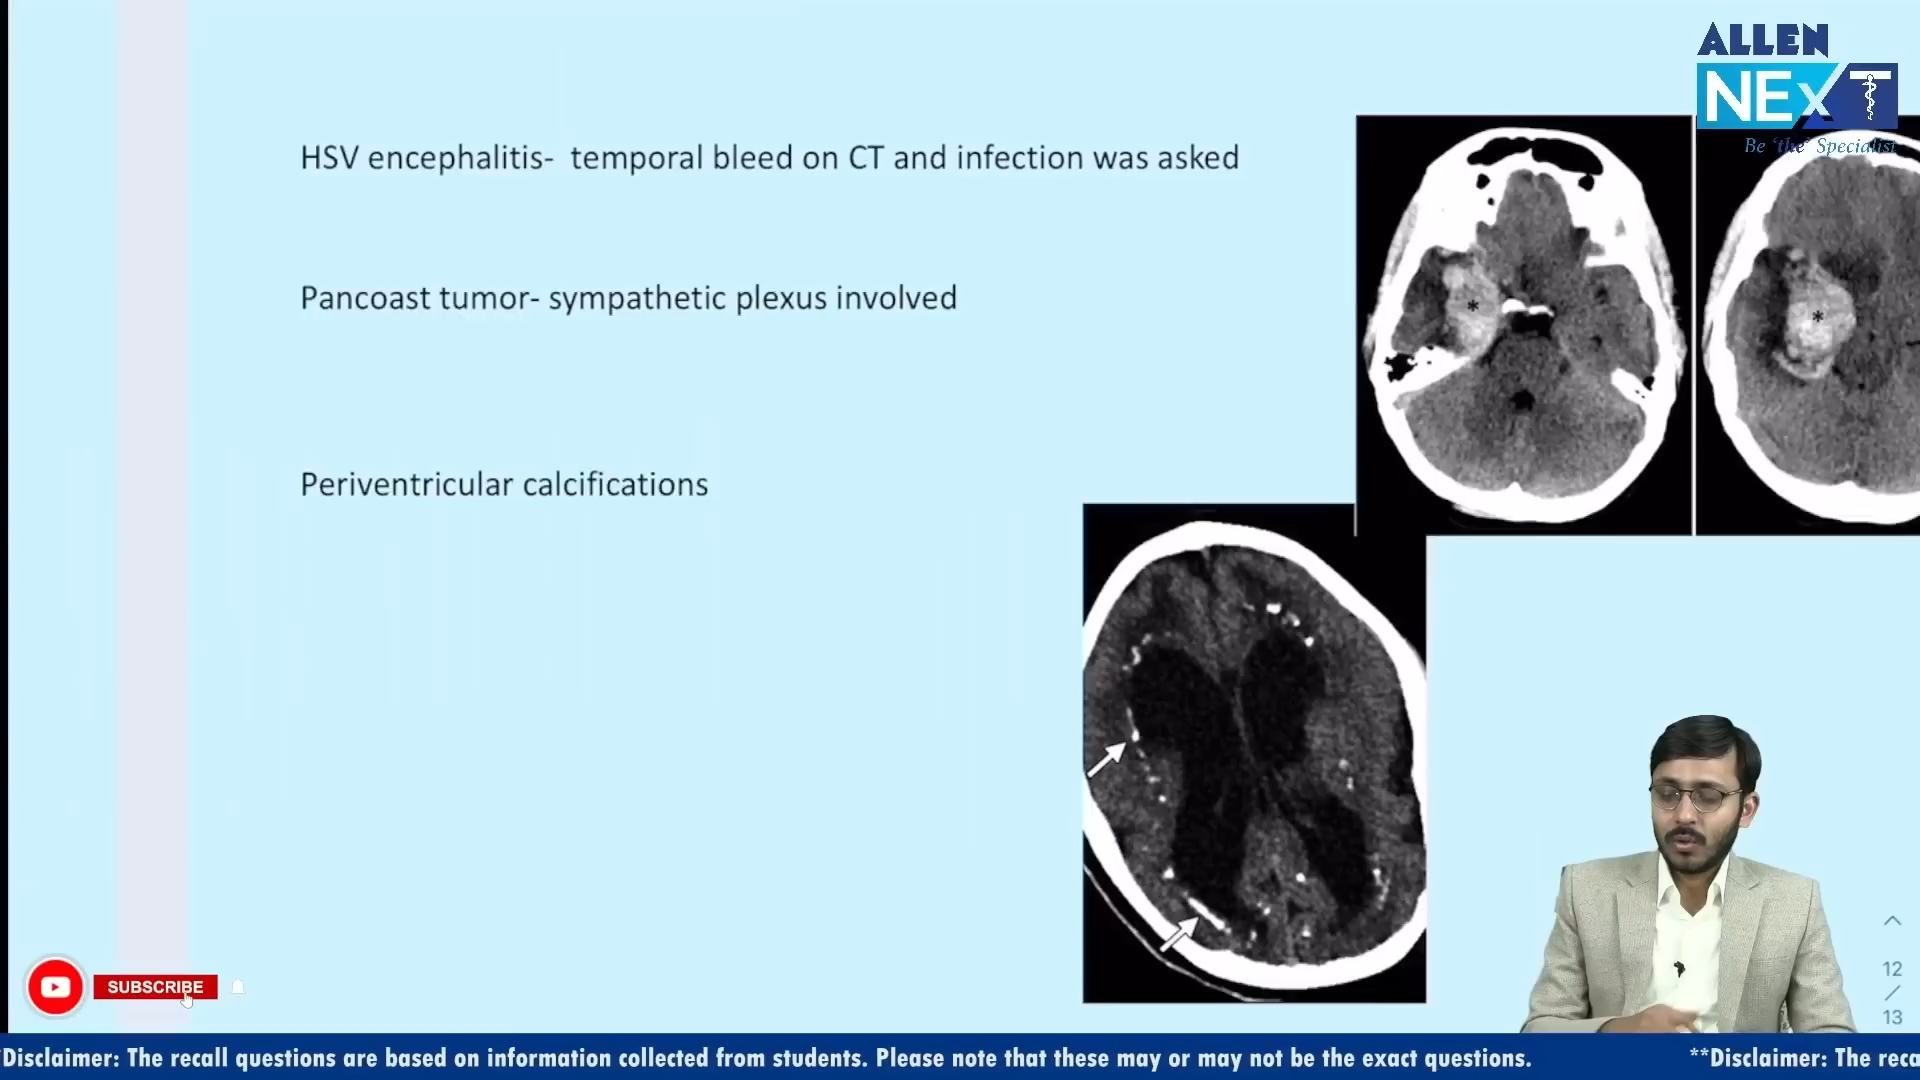 ALLEN
NEXT
Be 'the' Specialist
HSV encephalitis- temporal bleed on CT and infection was asked
Pancoast tumor- sympathetic plexus involved
Periventricular calcifications
*
*
SUBSCRIBE
12
/
13
Disclaimer: The recall questions are based on information collected from students. Please note that these may or may not be the exact questions. **Disclaimer: The reca